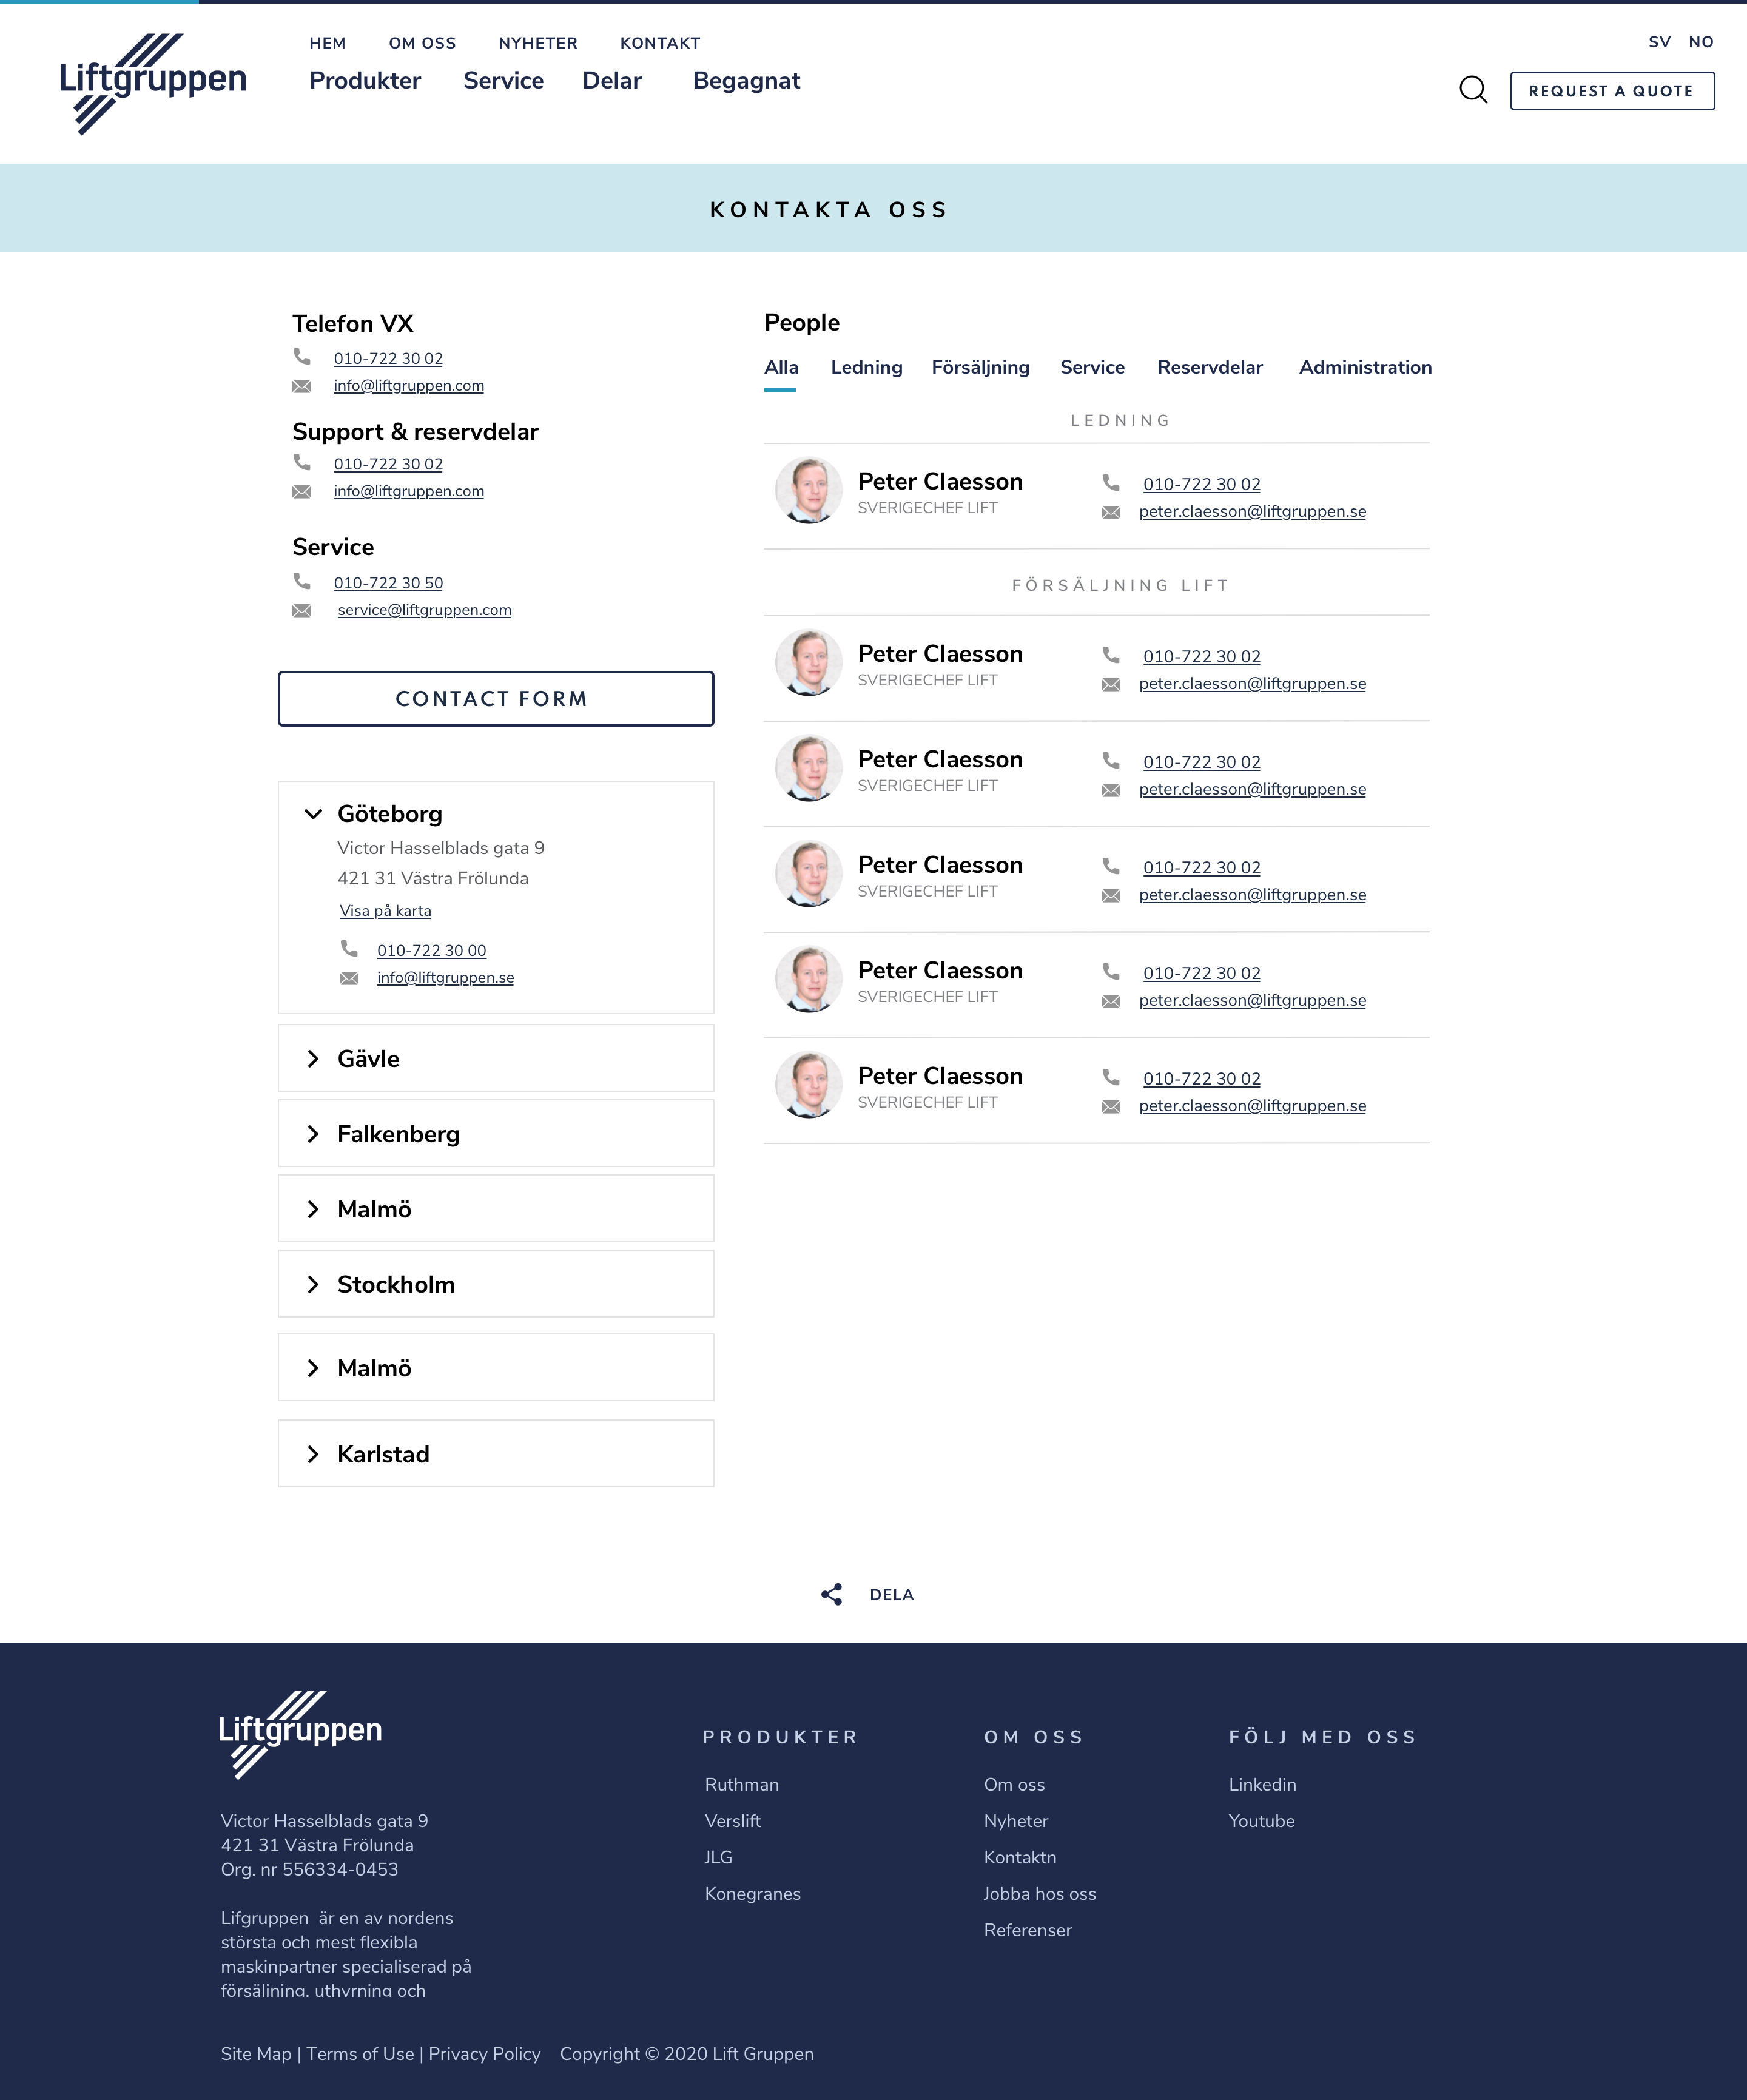 HEM OM OSS NYHETER KONTAKT
SV NO
Liftgruppen
Produkter Service Delar Begagnat
REQUEST A QUOTE
KONTAKTA OSS
Telefon VX
010-722 30 02
info@liftgruppen.com
Support & reservdelar
010-722 30 02
info@liftgruppen.com
Service
010-722 30 50
service@liftgruppen.com
CONTACT FORM
Göteborg
Victor Hasselblads gata 9
421 31 Västra Frölunda
Visa på karta
010-722 30 00
info@liftgruppen.se
Gävle
Falkenberg
Malmö
Stockholm
Malmö
Karlstad
People
Alla Ledning Försäljning Service Reservdelar Administration
LEDNING
Peter Claesson
SVERIGECHEF LIFT
010-722 30 02
peter.claesson@liftgruppen.se
FÖRSÄLJNING LIFT
Peter Claesson
SVERIGECHEF LIFT
010-722 30 02
peter.claesson@liftgruppen.se
Peter Claesson
SVERIGECHEF LIFT
010-722 30 02
peter.claesson@liftgruppen.se
Peter Claesson
SVERIGECHEF LIFT
010-722 30 02
peter.claesson@liftgruppen.se
Peter Claesson
SVERIGECHEF LIFT
010-722 30 02
peter.claesson@liftgruppen.se
Peter Claesson
SVERIGECHEF LIFT
010-722 30 02
peter.claesson@liftgruppen.se
DELA
Liftgruppen
Victor Hasselblads gata 9
421 31 Västra Frölunda
Org. nr 556334-0453
Lifgruppen är en av nordens
största och mest flexibla
maskinpartner specialiserad på
försäljning, uthyrning och
PRODUKTER
Ruthman
Verslift
JLG
Konegranes
OM OSS
Om oss
Nyheter
Kontaktn
Jobba hos oss
Referenser
FÖLJ MED OSS
Linkedin
Youtube
Site Map | Terms of Use | Privacy Policy Copyright © 2020 Lift Gruppen